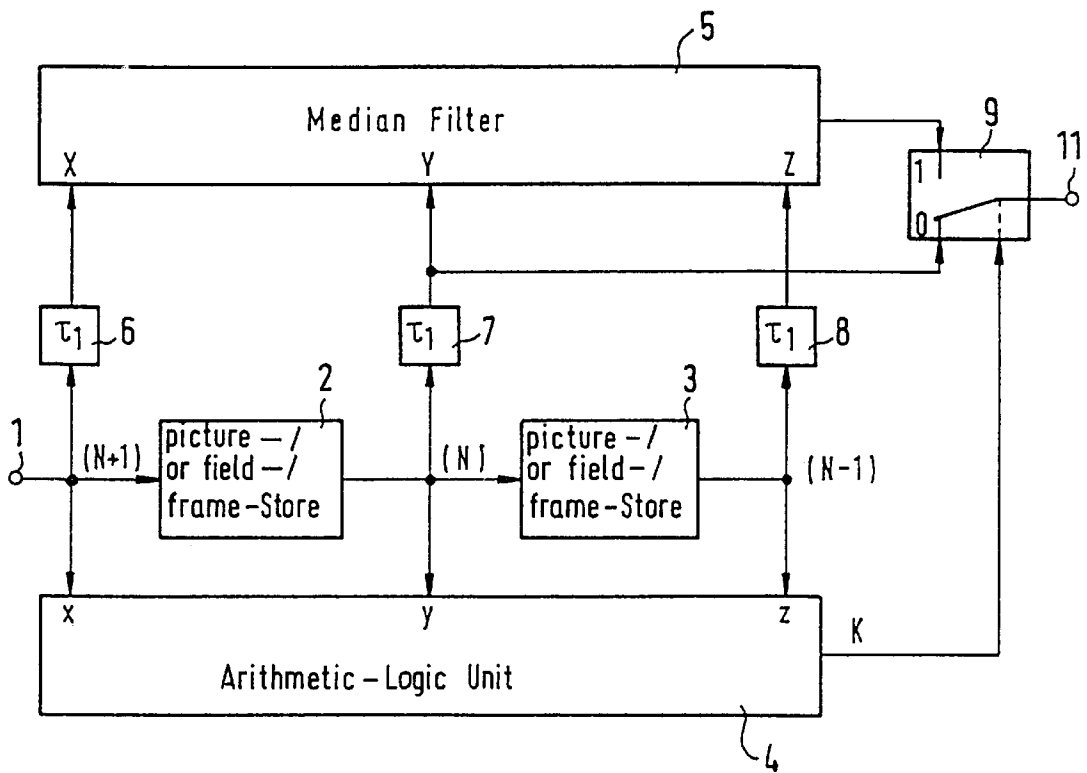 5
Median Filter
X Y Z
9
1
0
11
τ1 6
τ1 7
τ1 8
1
(N+1)
2
picture-/
or field-/
frame-Store
(N)
3
picture-/
or field-/
frame-Store
(N-1)
x y z
K
Arithmetic-Logic Unit
4